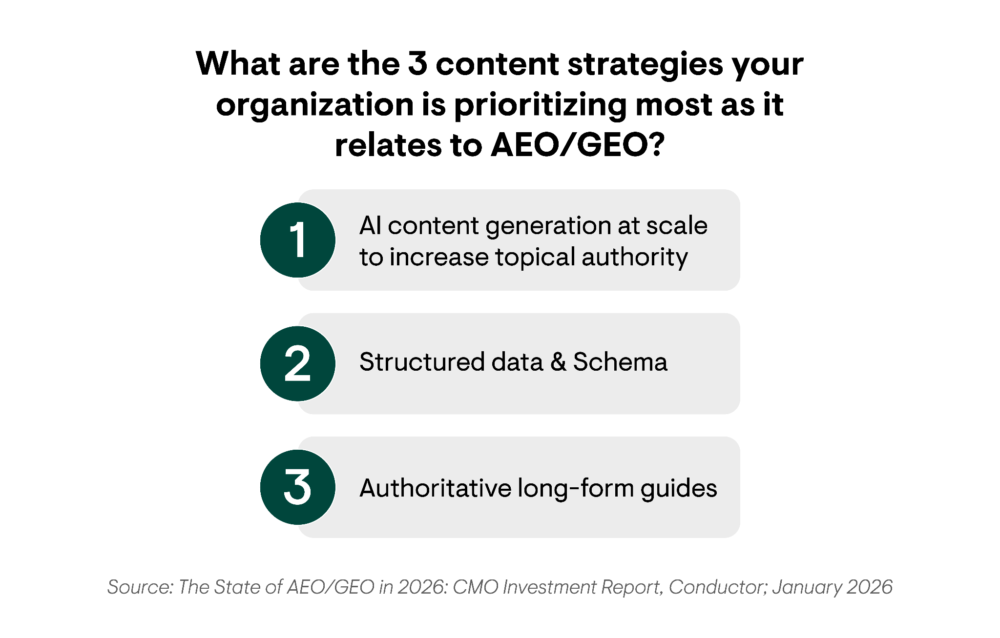 What are the 3 content strategies your
organization is prioritizing most as it
relates to AEO/GEO?
1
AI content generation at scale
to increase topical authority
2
Structured data & Schema
3
Authoritative long-form guides
Source: The State of AEO/GEO in 2026: CMO Investment Report, Conductor; January 2026